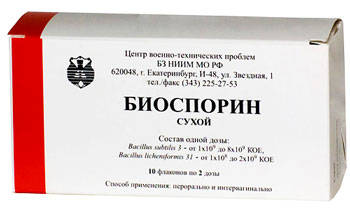 Центр военно-технических проблем
БЗ НИИМ МО РФ
620048, г. Екатеринбург, И-48, ул. Звездная, 1
тел./факс (343) 225-27-53
БИОСПОРИН
СУХОЙ
Состав одной дозы:
Bacillus subtilis 3 - от 1x10⁹ до 8x10⁹ КОЕ,
Bacillus licheniformis 31 - от 1x10⁸ до 2x10⁹ КОЕ
10 флаконов по 2 дозы
Способ применения: перорально и интервагинально